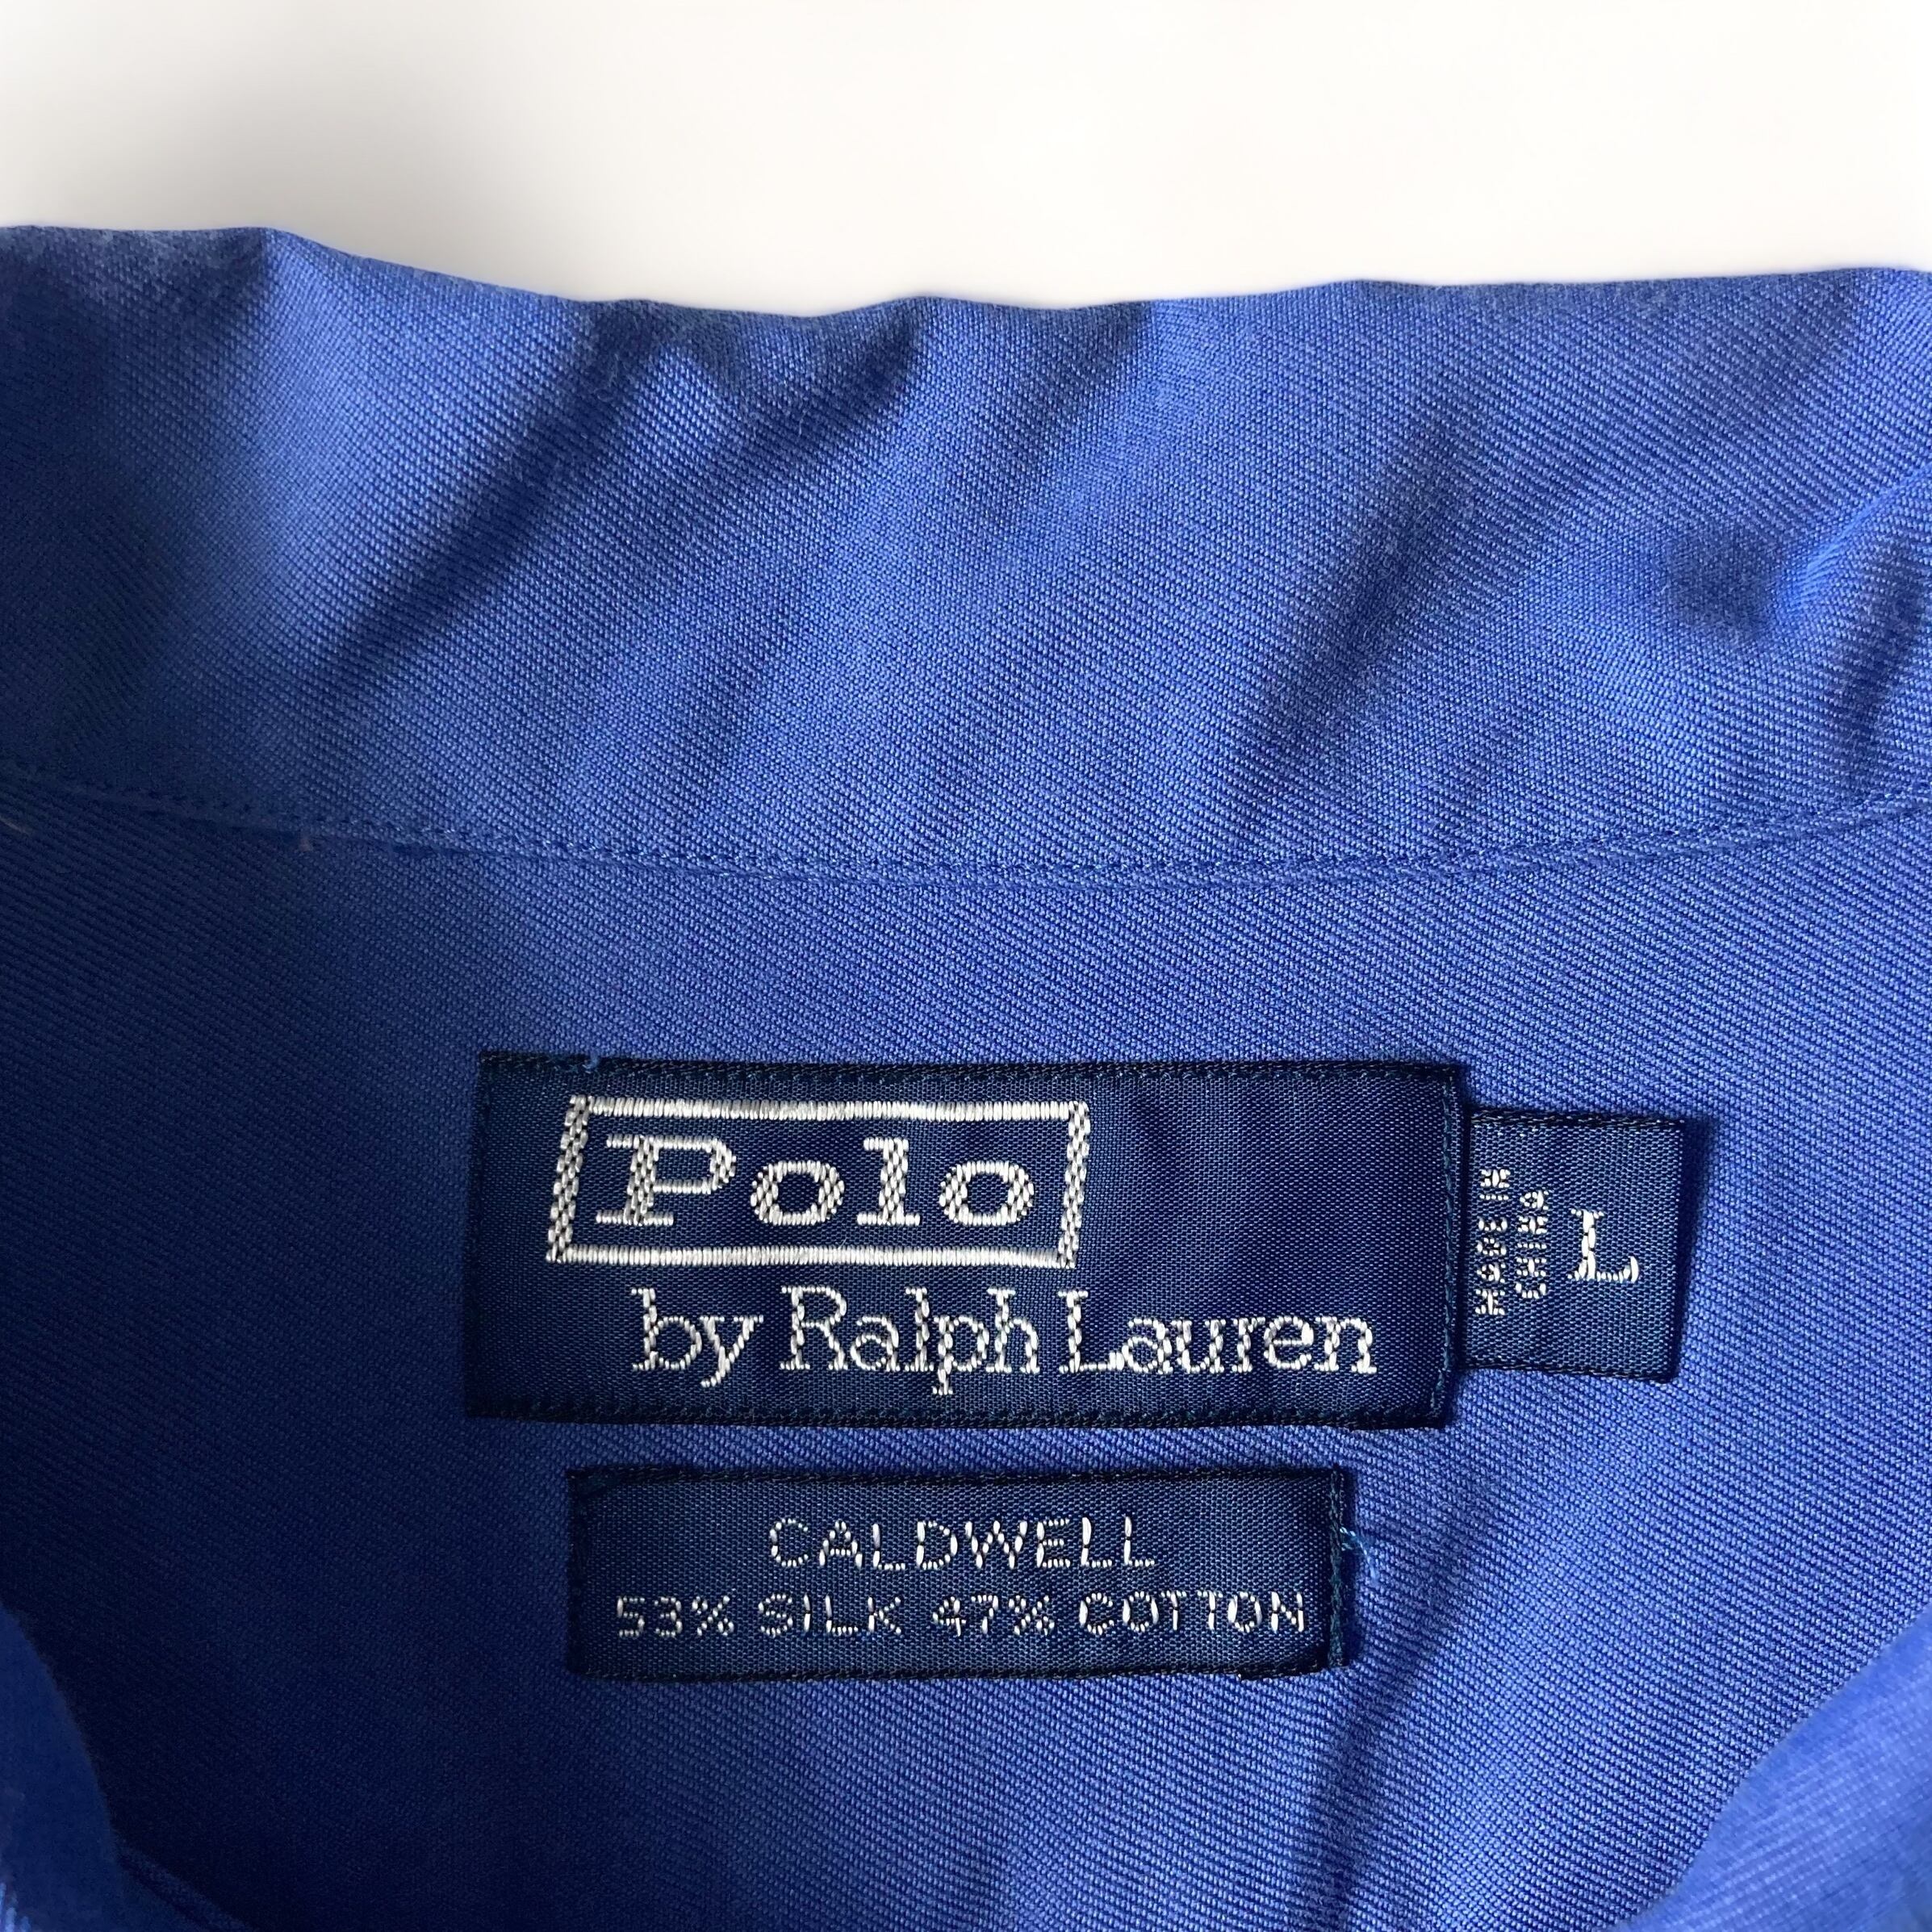 Polo
by Ralph Lauren
MADE IN
CHINA
L
CALDWELL
53% SILK 47% COTTON